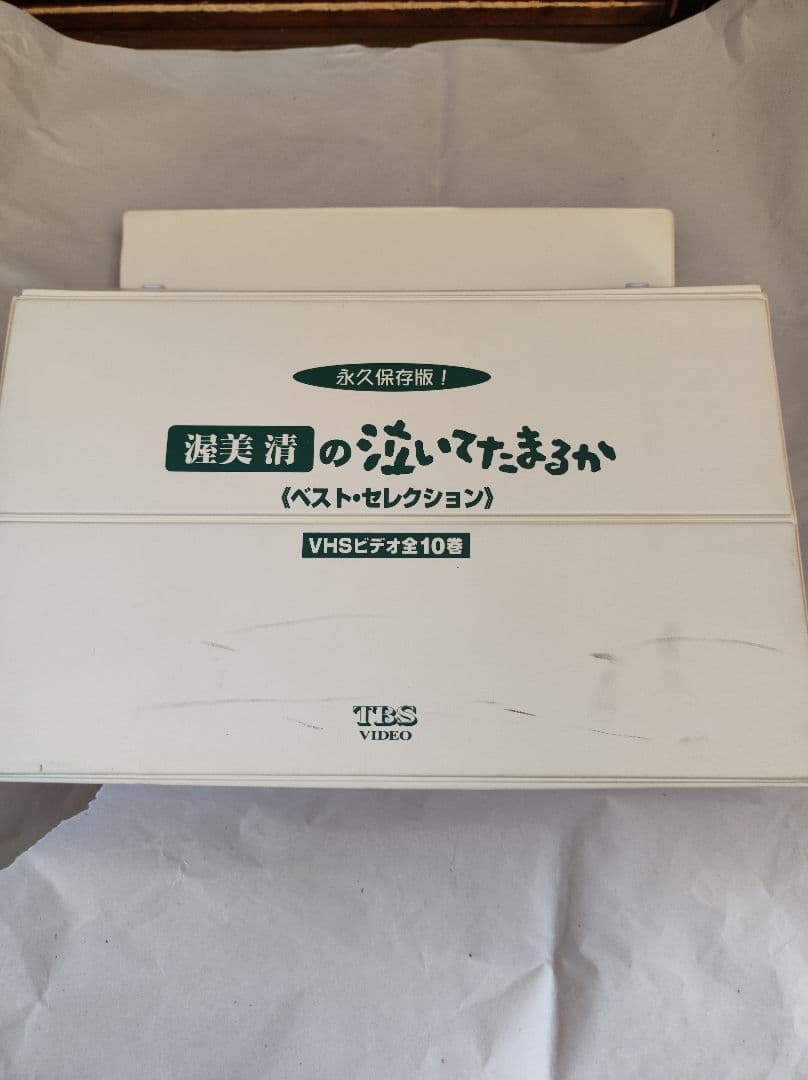 永久保存版!
渥美 清の泣いてたまるか
《ベスト・セレクション》
VHSビデオ全10巻
TBS
VIDEO